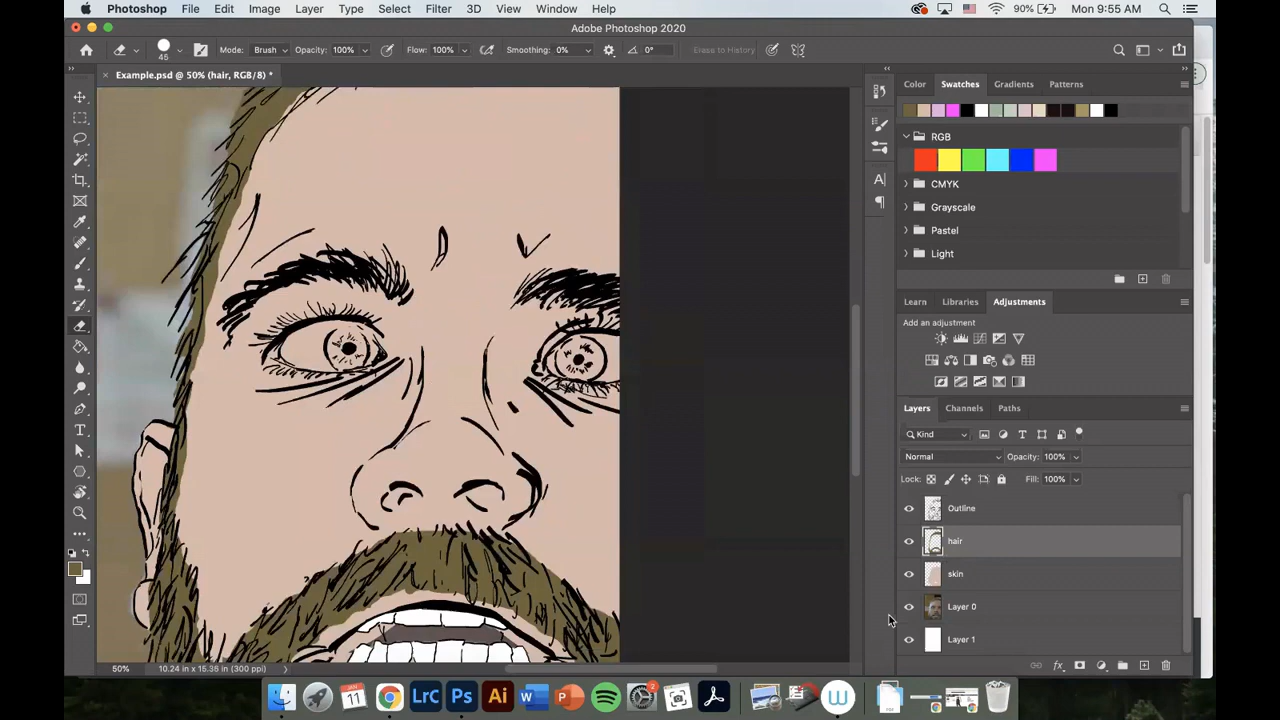 Photoshop File Edit Image Layer Type Select Filter 3D View Window Help 90% Mon 9:55 AM
Adobe Photoshop 2020
45 Mode: Brush Opacity: 100% Flow: 100% Smoothing: 0% 0° Erase to History
Example.psd @ 50% (hair, RGB/8) *
Color Swatches Gradients Patterns
RGB
CMYK
Grayscale
Pastel
Light
Learn Libraries Adjustments
Add an adjustment
Layers Channels Paths
Kind
Normal Opacity: 100%
Lock: Fill: 100%
Outline
hair
skin
Layer 0
Layer 1
50% 10.24 in x 15.36 in (300 ppi)
JAN 11 LrC Ps Ai W P 2 W